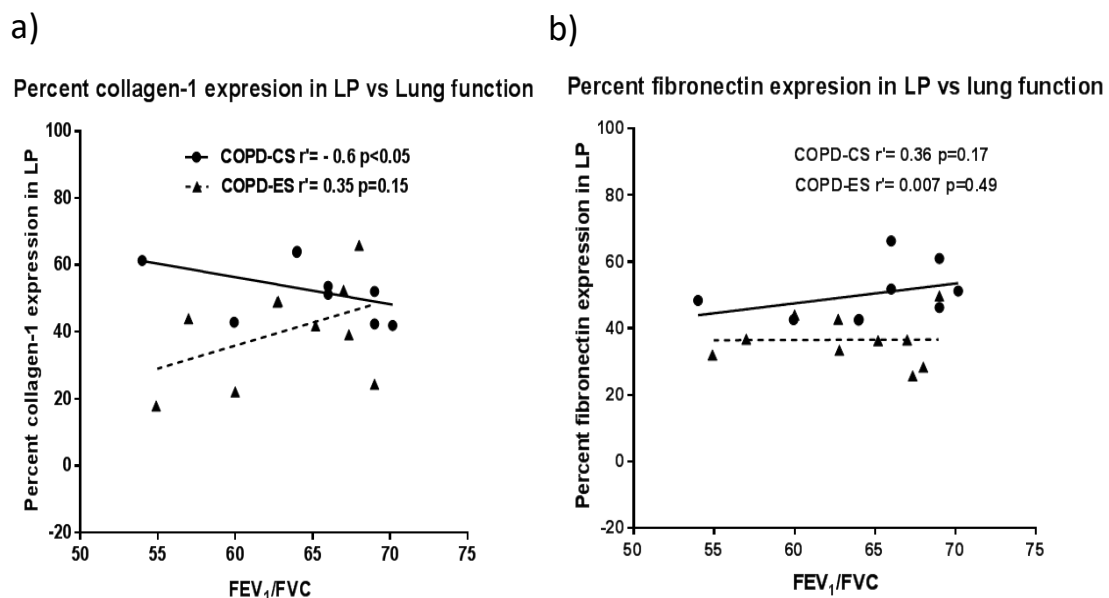 a)
Percent collagen-1 expresion in LP vs Lung function
Percent collagen-1 expression in LP
100
80
60
40
20
0
-20
COPD-CS r'= - 0.6 p<0.05
COPD-ES r'= 0.35 p=0.15
50 55 60 65 70 75
FEV₁/FVC
b)
Percent fibronectin expresion in LP vs lung function
Percent fibronectin expression in LP
100
80
60
40
20
0
-20
COPD-CS r'= 0.36 p=0.17
COPD-ES r'= 0.007 p=0.49
50 55 60 65 70 75
FEV₁/FVC